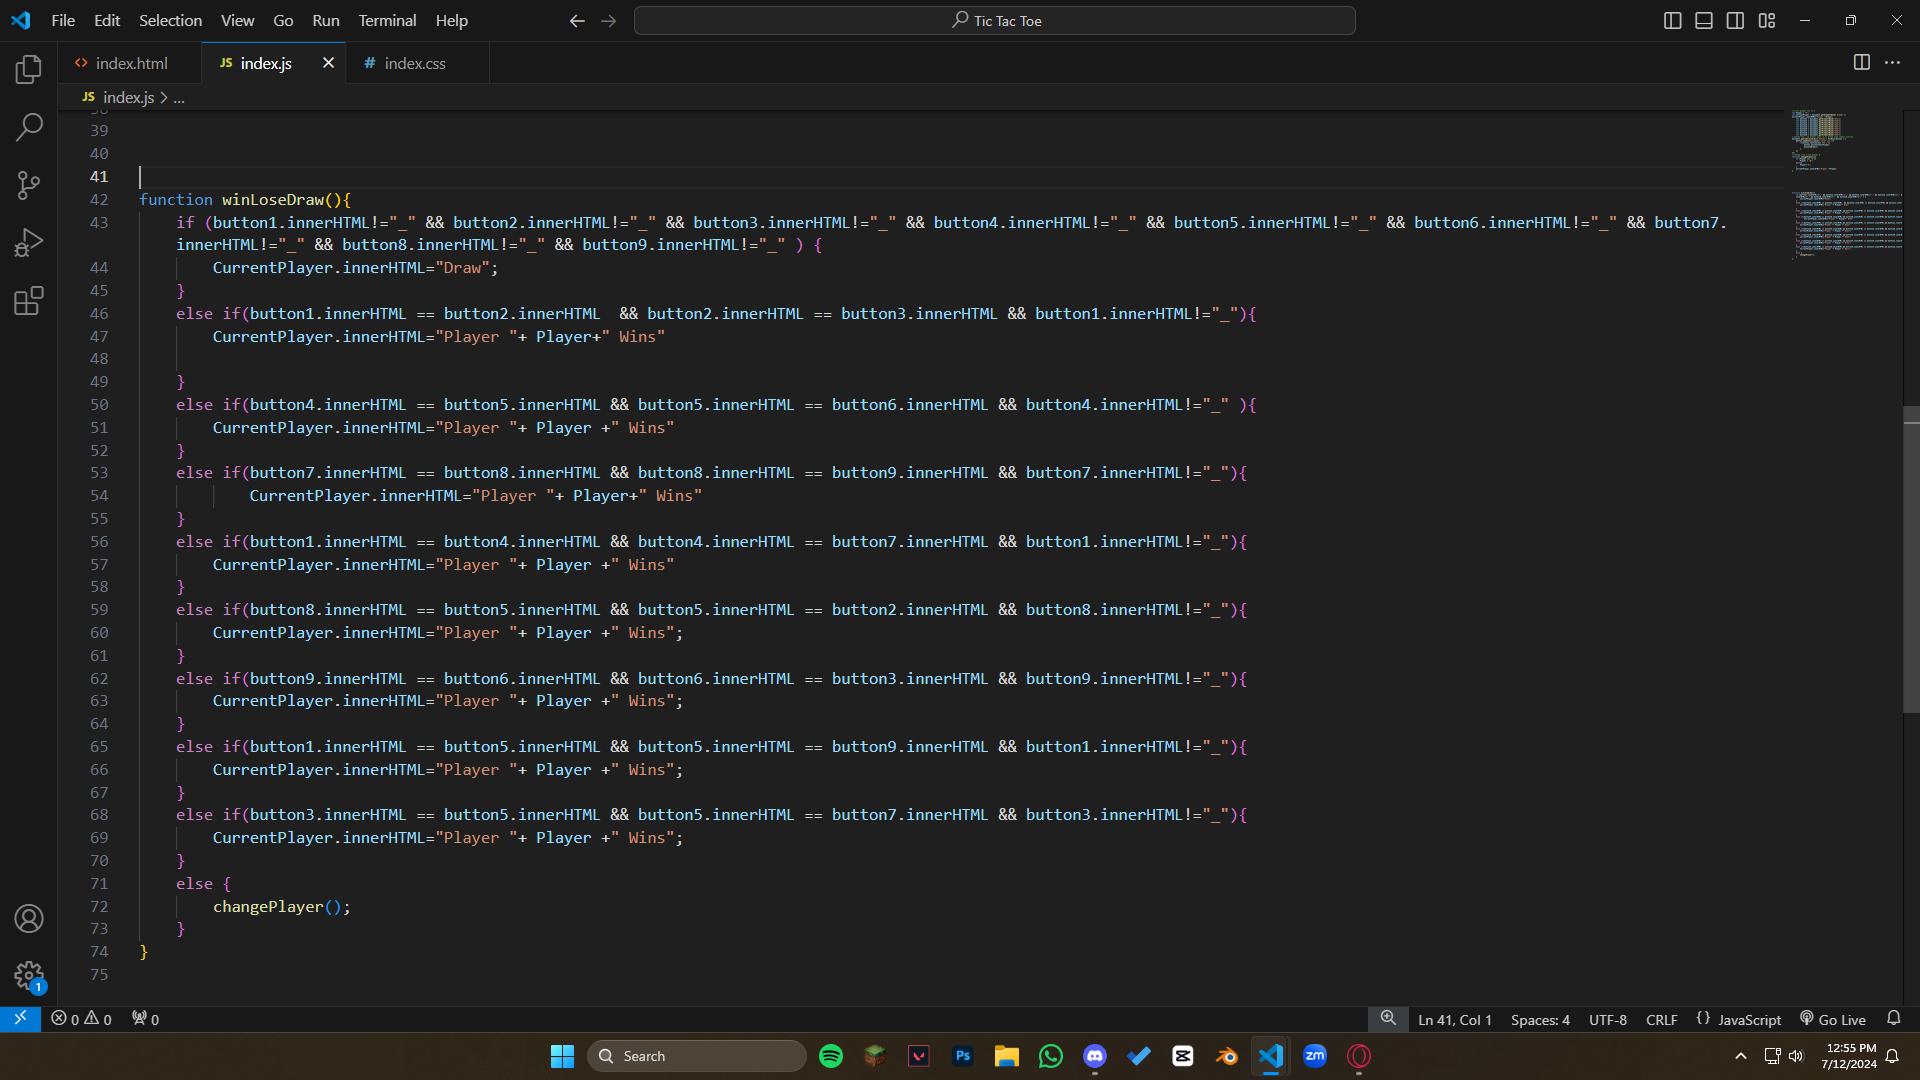 File Edit Selection View Go Run Terminal Help
Tic Tac Toe
index.html
JS index.js
# index.css
JS index.js > ...
39
40
41
42 function winLoseDraw(){
43 if (button1.innerHTML!="_" && button2.innerHTML!="_" && button3.innerHTML!="_" && button4.innerHTML!="_" && button5.innerHTML!="_" && button6.innerHTML!="_" && button7.
innerHTML!="_" && button8.innerHTML!="_" && button9.innerHTML!="_" ) {
44 CurrentPlayer.innerHTML="Draw";
45 }
46 else if(button1.innerHTML == button2.innerHTML  && button2.innerHTML == button3.innerHTML && button1.innerHTML!="_"){
47 CurrentPlayer.innerHTML="Player "+ Player+" Wins"
48
49 }
50 else if(button4.innerHTML == button5.innerHTML && button5.innerHTML == button6.innerHTML && button4.innerHTML!="_" ){
51 CurrentPlayer.innerHTML="Player "+ Player +" Wins"
52 }
53 else if(button7.innerHTML == button8.innerHTML && button8.innerHTML == button9.innerHTML && button7.innerHTML!="_"){
54 CurrentPlayer.innerHTML="Player "+ Player+" Wins"
55 }
56 else if(button1.innerHTML == button4.innerHTML && button4.innerHTML == button7.innerHTML && button1.innerHTML!="_"){
57 CurrentPlayer.innerHTML="Player "+ Player +" Wins"
58 }
59 else if(button8.innerHTML == button5.innerHTML && button5.innerHTML == button2.innerHTML && button8.innerHTML!="_"){
60 CurrentPlayer.innerHTML="Player "+ Player +" Wins";
61 }
62 else if(button9.innerHTML == button6.innerHTML && button6.innerHTML == button3.innerHTML && button9.innerHTML!="_"){
63 CurrentPlayer.innerHTML="Player "+ Player +" Wins";
64 }
65 else if(button1.innerHTML == button5.innerHTML && button5.innerHTML == button9.innerHTML && button1.innerHTML!="_"){
66 CurrentPlayer.innerHTML="Player "+ Player +" Wins";
67 }
68 else if(button3.innerHTML == button5.innerHTML && button5.innerHTML == button7.innerHTML && button3.innerHTML!="_"){
69 CurrentPlayer.innerHTML="Player "+ Player +" Wins";
70 }
71 else {
72 changePlayer();
73 }
74 }
75
1
0 0 0
Ln 41, Col 1 Spaces: 4 UTF-8 CRLF {} JavaScript Go Live
Search
Ps
zm
12:55 PM
7/12/2024